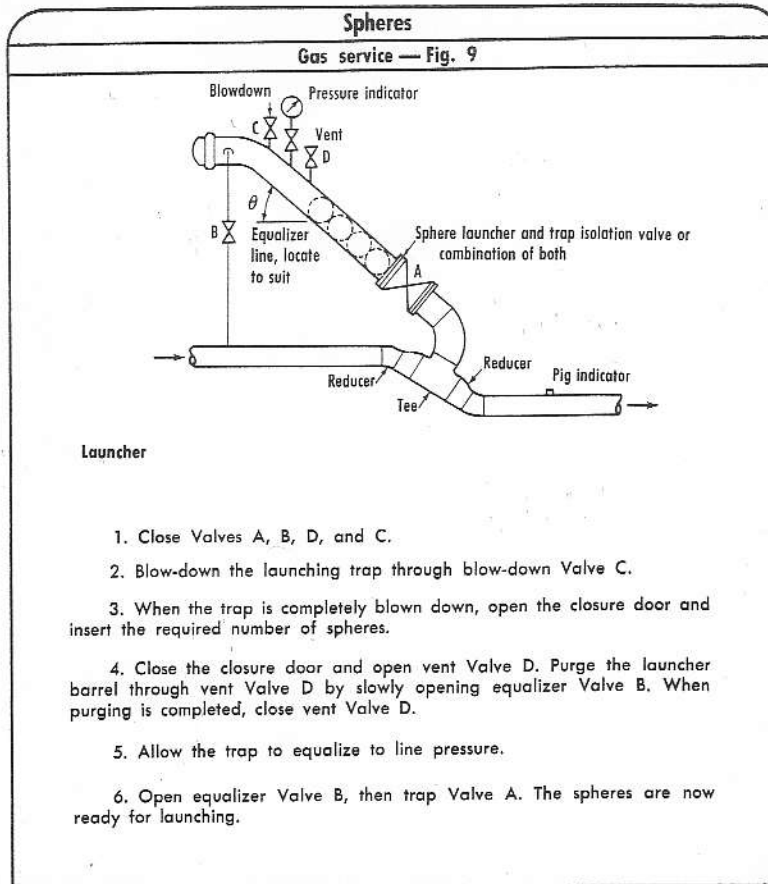 Spheres
Gas service — Fig. 9
Blowdown
Pressure indicator
C
Vent
D
θ
B
Equalizer
line, locate
to suit
Sphere launcher and trap isolation valve or
combination of both
A
Reducer
Reducer
Tee
Pig indicator
Launcher
1. Close Valves A, B, D, and C.
2. Blow-down the launching trap through blow-down Valve C.
3. When the trap is completely blown down, open the closure door and
insert the required number of spheres.
4. Close the closure door and open vent Valve D. Purge the launcher
barrel through vent Valve D by slowly opening equalizer Valve B. When
purging is completed, close vent Valve D.
5. Allow the trap to equalize to line pressure.
6. Open equalizer Valve B, then trap Valve A. The spheres are now
ready for launching.